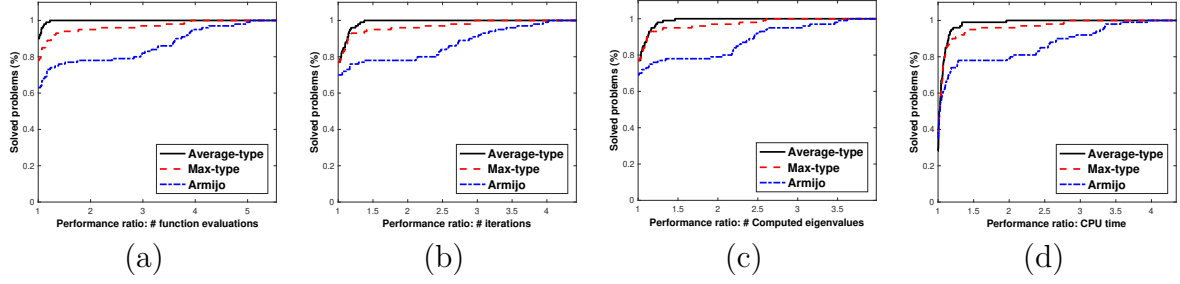 Solved problems (%)
1
0.8
0.6
0.4
0.2
0
Average-type
Max-type
Armijo
1 2 3 4 5
Performance ratio: # function evaluations
(a)
Solved problems (%)
1
0.8
0.6
0.4
0.2
0
Average-type
Max-type
Armijo
1 1.5 2 2.5 3 3.5 4
Performance ratio: # iterations
(b)
Solved problems (%)
1
0.8
0.6
0.4
0.2
0
Average-type
Max-type
Armijo
1 1.5 2 2.5 3 3.5
Performance ratio: # Computed eigenvalues
(c)
Solved problems (%)
1
0.8
0.6
0.4
0.2
0
Average-type
Max-type
Armijo
1 1.5 2 2.5 3 3.5 4
Performance ratio: CPU time
(d)